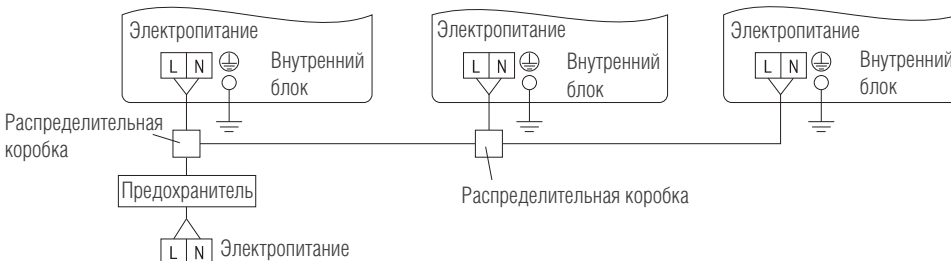 Электропитание
L N
Внутренний
блок
Электропитание
L N
Внутренний
блок
Электропитание
L N
Внутренний
блок
Распределительная
коробка
Распределительная коробка
Предохранитель
L N Электропитание